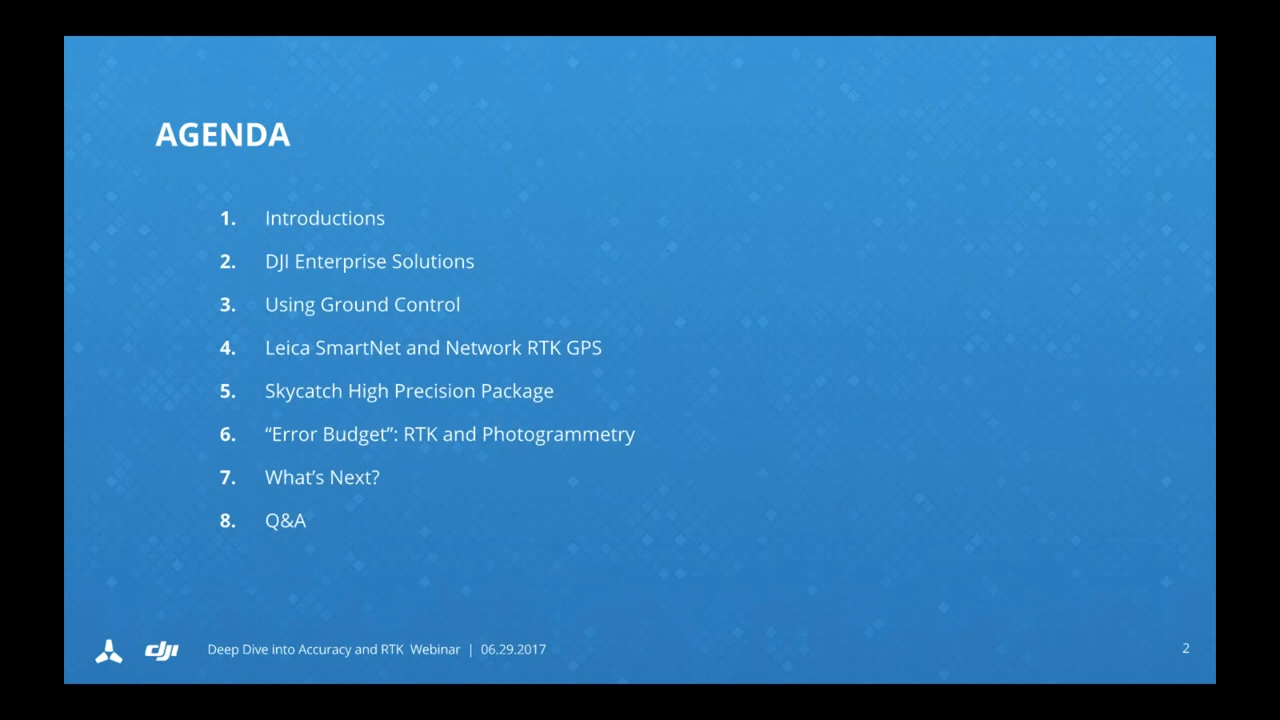 AGENDA
1. Introductions
2. DJI Enterprise Solutions
3. Using Ground Control
4. Leica SmartNet and Network RTK GPS
5. Skycatch High Precision Package
6. “Error Budget”: RTK and Photogrammetry
7. What’s Next?
8. Q&A
dji Deep Dive into Accuracy and RTK Webinar | 06.29.2017 2